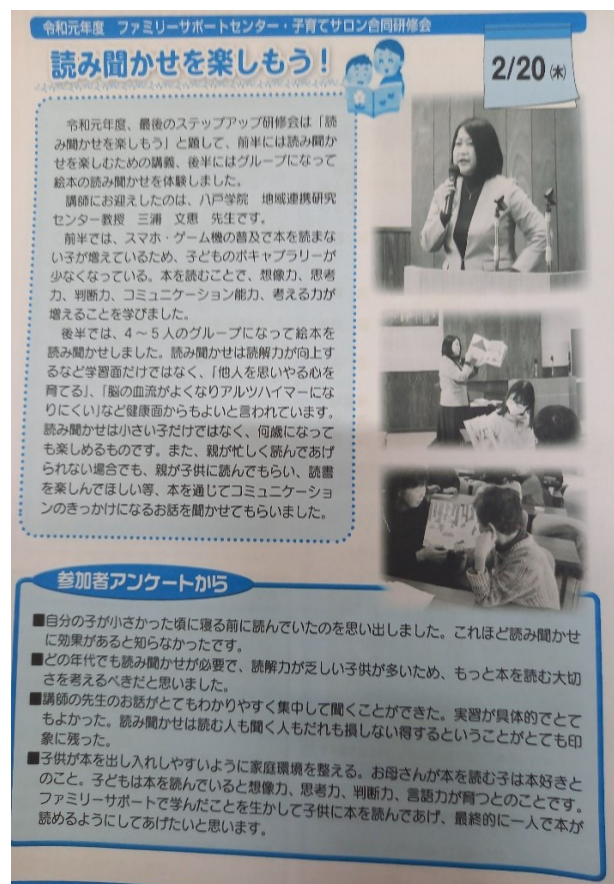 令和元年度　ファミリーサポートセンター・子育てサロン合同研修会
読み聞かせを楽しもう！
2/20㈭
　令和元年度、最後のステップアップ研修会は「読
み聞かせを楽しもう」と題して、前半には読み聞か
せを楽しむための講義、後半にはグループになって
絵本の読み聞かせを体験しました。
　講師にお迎えしたのは、八戸学院　地域連携研究
センター教授　三浦　文恵　先生です。
　前半では、スマホ・ゲーム機の普及で本を読まな
い子が増えているため、子どものボキャブラリーが
少なくなっている。本を読むことで、想像力、思考
力、判断力、コミュニケーション能力、考える力が
増えることを学びました。
　後半では、４～５人のグループになって絵本を
読み聞かせしました。読み聞かせは読解力が向上す
るなど学習面だけではなく、「他人を思いやる心を
育てる」、「脳の血流がよくなりアルツハイマーにな
りにくい」など健康面からもよいと言われています。
読み聞かせは小さい子だけではなく、何歳になって
も楽しめるものです。また、親が忙しく読んであげ
られない場合でも、親が子供に読んでもらい、読書
を楽しんでほしい等、本を通じてコミュニケーショ
ンのきっかけになるお話を聞かせてもらいました。
参加者アンケートから
■自分の子が小さかった頃に寝る前に読んでいたのを思い出しました。これほど読み聞かせ
に効果があると知らなかったです。
■どの年代でも読み聞かせが必要で、読解力が乏しい子供が多いため、もっと本を読む大切
さを考えるべきだと思いました。
■講師の先生のお話がとてもわかりやすく集中して聞くことができた。実習が具体的でとて
もよかった。読み聞かせは読む人も聞く人もだれも損しない得するということがとても印
象に残った。
■子供が本を出し入れしやすいように家庭環境を整える。お母さんが本を読む子は本好きと
のこと。子どもは本を読んでいると想像力、思考力、判断力、言語力が育つとのことです。
ファミリーサポートで学んだことを生かして子供に本を読んであげ、最終的に一人で本が
読めるようにしてあげたいと思います。